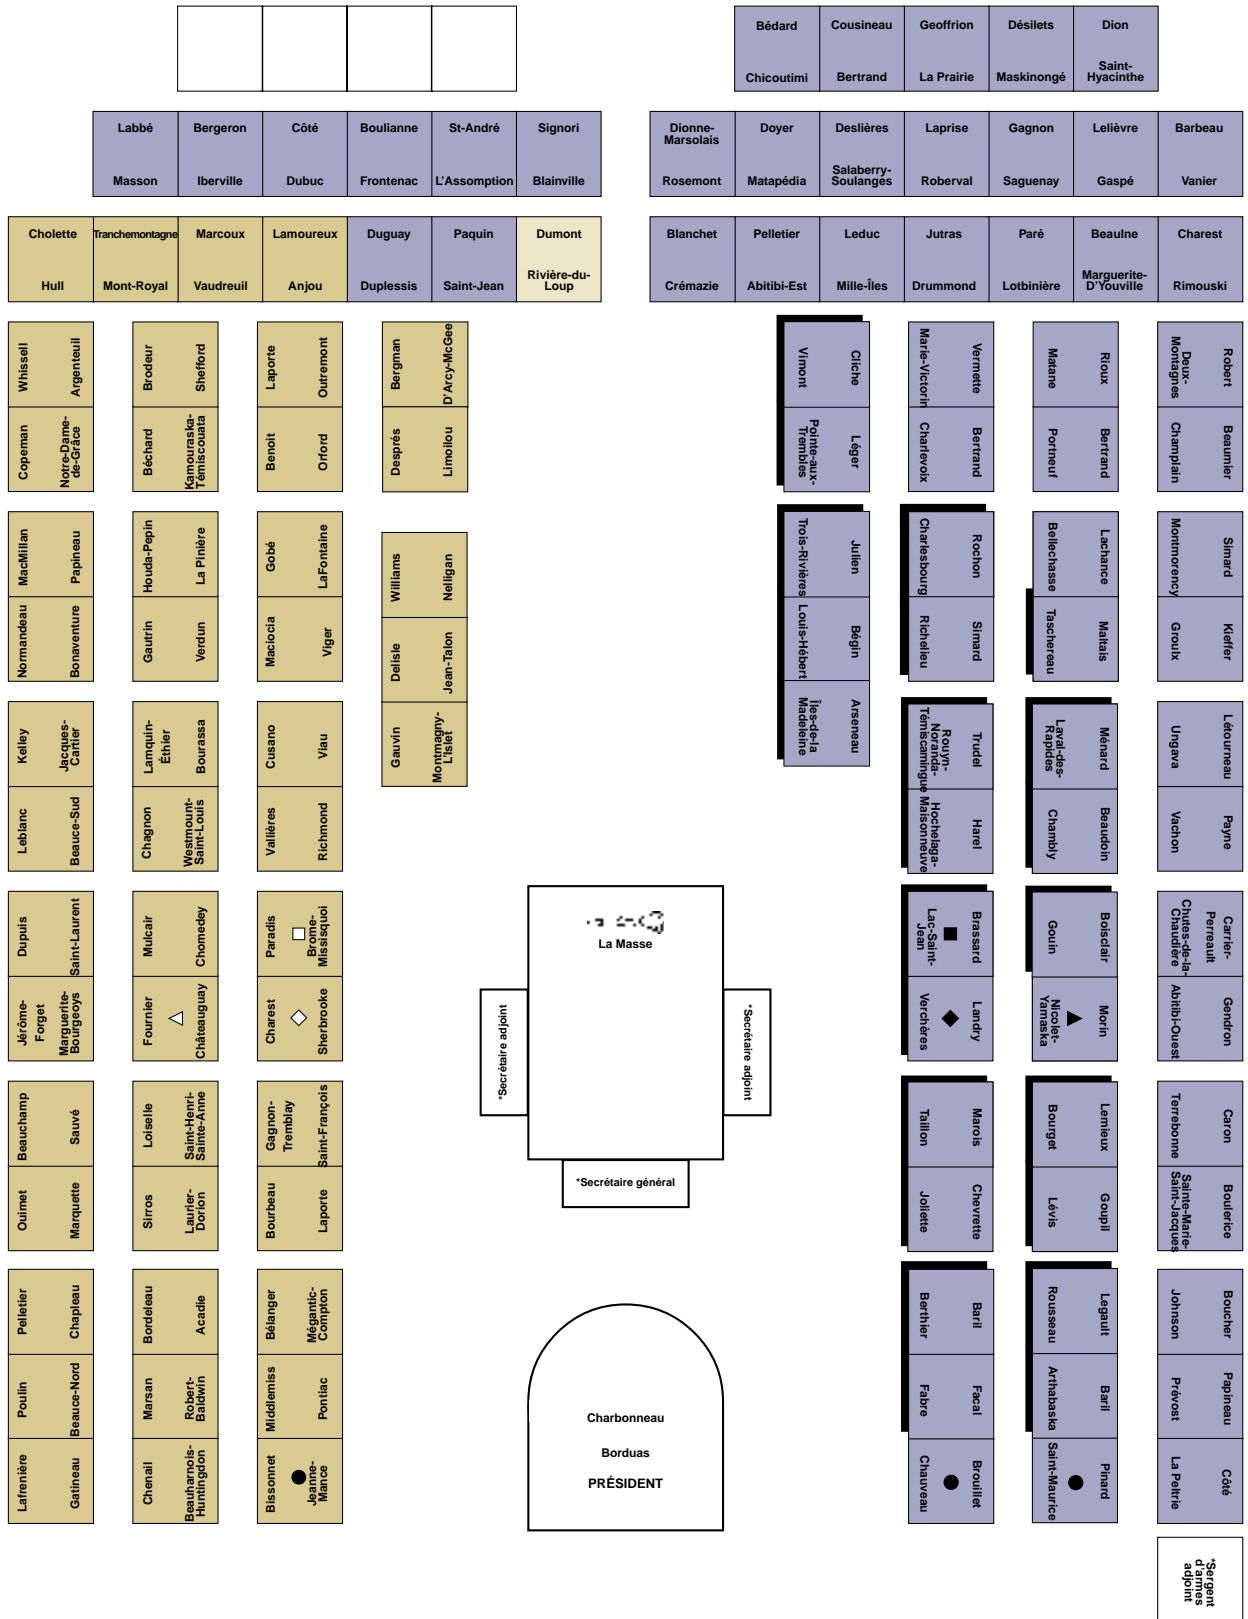 Bédard
Chicoutimi
Cousineau
Bertrand
Geoffrion
La Prairie
Désilets
Maskinongé
Dion
Saint-
Hyacinthe
Labbé
Masson
Bergeron
Iberville
Côté
Dubuc
Boulianne
Frontenac
St-André
L'Assomption
Signori
Blainville
Dionne-
Marsolais
Rosemont
Doyer
Matapédia
Deslières
Salaberry-
Soulanges
Laprise
Roberval
Gagnon
Saguenay
Lelièvre
Gaspé
Barbeau
Vanier
Cholette
Hull
Tranchemontagne
Mont-Royal
Marcoux
Vaudreuil
Lamoureux
Anjou
Duguay
Duplessis
Paquin
Saint-Jean
Dumont
Rivière-du-
Loup
Blanchet
Crémazie
Pelletier
Abitibi-Est
Leduc
Mille-Îles
Jutras
Drummond
Paré
Lotbinière
Beaulne
Marguerite-
D'Youville
Charest
Rimouski
Whissell
Argenteuil
Brodeur
Shefford
Laporte
Outremont
Bergman
D'Arcy-McGee
Cliche
Vimont
Vermette
Marie-Victorin
Rioux
Matane
Robert
Deux-
Montagnes
Copeman
Notre-Dame-
de-Grâce
Béchard
Kamouraska-
Témiscouata
Benoit
Orford
Després
Limoilou
Léger
Pointe-aux-
Trembles
Bertrand
Charlevoix
Bertrand
Portneuf
Beaumier
Champlain
MacMillan
Papineau
Houda-Pepin
La Pinière
Gobé
LaFontaine
Williams
Nelligan
Julien
Trois-Rivières
Rochon
Charlesbourg
Lachance
Bellechasse
Simard
Montmorency
Normandeau
Bonaventure
Gautrin
Verdun
Maciocia
Viger
Delisle
Jean-Talon
Bégin
Louis-Hébert
Simard
Richelieu
Maltais
Taschereau
Kieffer
Groulx
Kelley
Jacques-
Cartier
Lamquin-
Éthier
Bourassa
Cusano
Viau
Gauvin
Montmagny-
L'Islet
Arseneau
Îles-de-la
Madeleine
Trudel
Rouyn-
Noranda-
Témiscamingue
Ménard
Laval-des-
Rapides
Létourneau
Ungava
Leblanc
Beauce-Sud
Chagnon
Westmount-
Saint-Louis
Vallières
Richmond
Harel
Hochelaga-
Maisonneuve
Beaudoin
Chambly
Payne
Vachon
Dupuis
Saint-Laurent
Mulcair
Chomedey
Paradis
Brome-
Missisquoi
La Masse
Brassard
Lac-Saint-
Jean
Boisclair
Gouin
Carrier-
Perreault
Chutes-de-la-
Chaudière
Jérôme-
Forget
Marguerite-
Bourgeoys
Fournier
Châteauguay
Charest
Sherbrooke
*Secrétaire adjoint
*Secrétaire adjoint
Landry
Verchères
Morin
Nicolet-
Yamaska
Gendron
Abitibi-Ouest
Beauchamp
Sauvé
Loiselle
Saint-Henri-
Sainte-Anne
Gagnon-
Tremblay
Saint-François
Marois
Taillon
Lemieux
Bourget
Caron
Terrebonne
Ouimet
Marquette
Sirros
Laurier-
Dorion
Bourbeau
Laporte
*Secrétaire général
Chevrette
Joliette
Goupil
Lévis
Boulerice
Sainte-Marie-
Saint-Jacques
Pelletier
Chapleau
Bordeleau
Acadie
Bélanger
Mégantic-
Compton
Baril
Berthier
Legault
Rousseau
Boucher
Johnson
Poulin
Beauce-Nord
Marsan
Robert-
Baldwin
Middlemiss
Pontiac
Charbonneau
Borduas
PRÉSIDENT
Facal
Fabre
Baril
Arthabaska
Papineau
Prévost
Lafrenière
Gatineau
Chenail
Beauharnois-
Huntingdon
Bissonnet
Jeanne-
Mance
Brouillet
Chauveau
Pinard
Saint-Maurice
Côté
La Peltrie
*Sergent
d'armes
adjoint